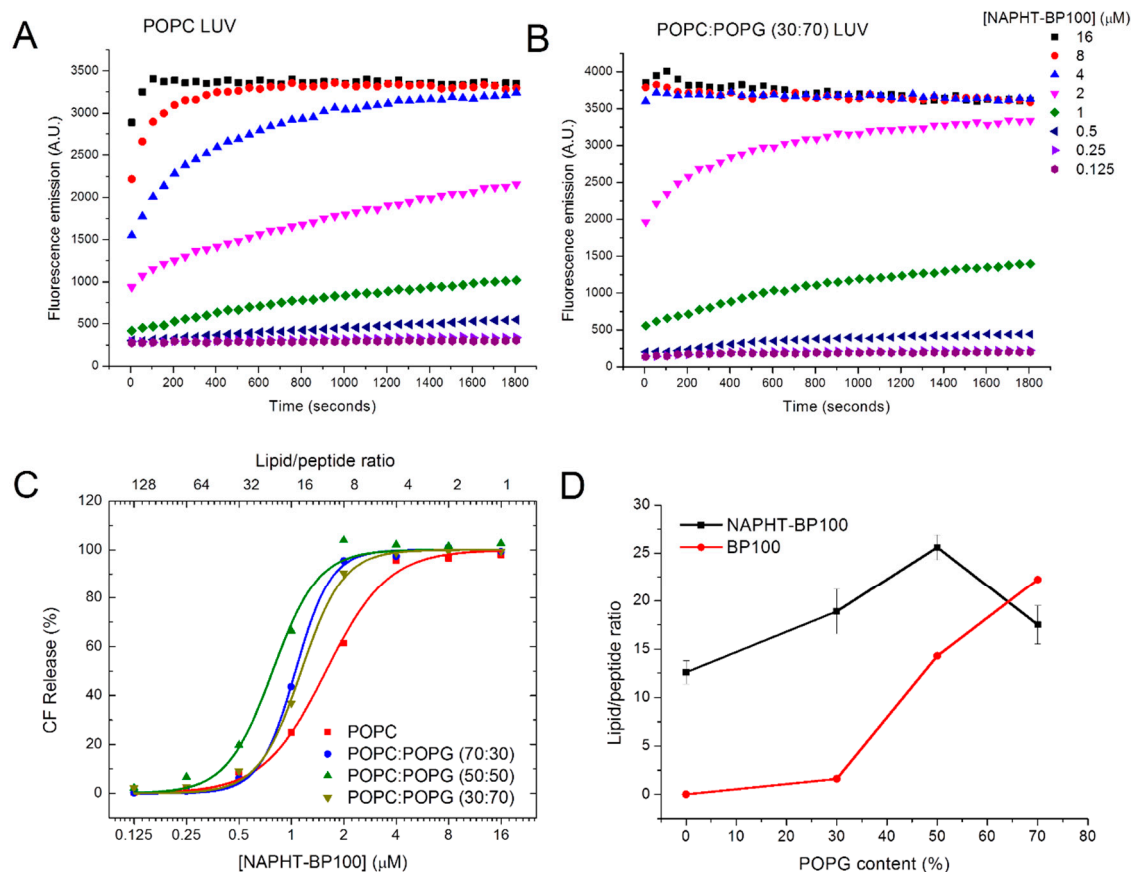 A
POPC LUV
Fluorescence emission (A.U.)
3500
3000
2500
2000
1500
1000
500
0
0 200 400 600 800 1000 1200 1400 1600 1800
Time (seconds)
B
POPC:POPG (30:70) LUV
Fluorescence emission (A.U.)
4000
3500
3000
2500
2000
1500
1000
500
0
0 200 400 600 800 1000 1200 1400 1600 1800
Time (seconds)
[NAPHT-BP100] (μM)
16
8
4
2
1
0.5
0.25
0.125
C
Lipid/peptide ratio
128 64 32 16 8 4 2 1
CF Release (%)
120
100
80
60
40
20
0
POPC
POPC:POPG (70:30)
POPC:POPG (50:50)
POPC:POPG (30:70)
0.125 0.25 0.5 1 2 4 8 16
[NAPHT-BP100] (μM)
D
Lipid/peptide ratio
30
25
20
15
10
5
0
NAPHT-BP100
BP100
0 10 20 30 40 50 60 70 80
POPG content (%)